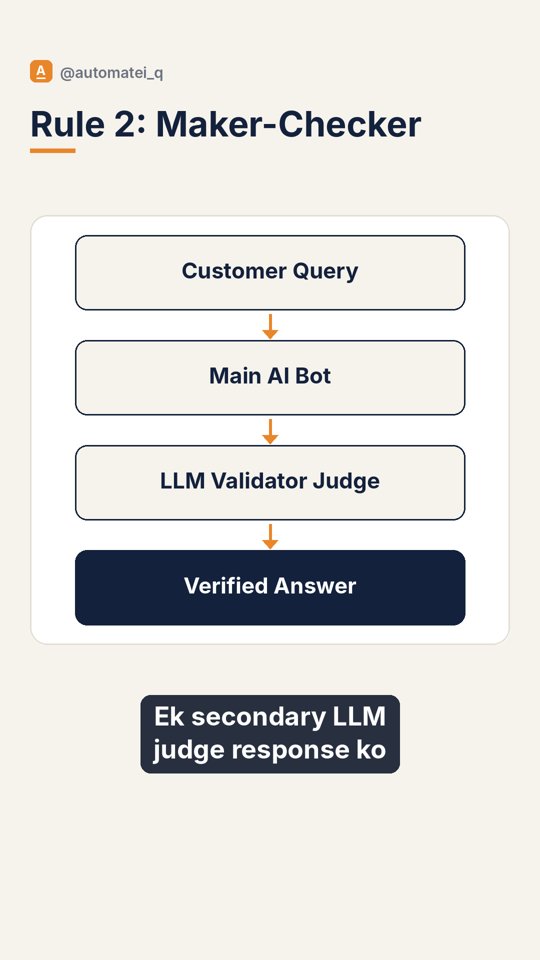 A
@automatei_q
Rule 2: Maker-Checker
Customer Query
Main AI Bot
LLM Validator Judge
Verified Answer
Ek secondary LLM
judge response ko